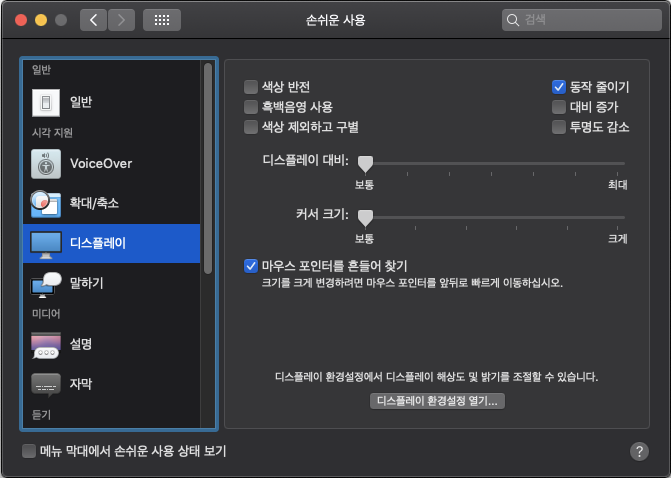 손쉬운 사용
검색
일반
일반
시각 지원
VoiceOver
확대/축소
디스플레이
말하기
미디어
설명
자막
듣기
색상 반전
동작 줄이기
흑백음영 사용
대비 증가
색상 제외하고 구별
투명도 감소
디스플레이 대비:
보통
최대
커서 크기:
보통
크게
마우스 포인터를 흔들어 찾기
크기를 크게 변경하려면 마우스 포인터를 앞뒤로 빠르게 이동하십시오.
디스플레이 환경설정에서 디스플레이 해상도 및 밝기를 조절할 수 있습니다.
디스플레이 환경설정 열기...
메뉴 막대에서 손쉬운 사용 상태 보기
?